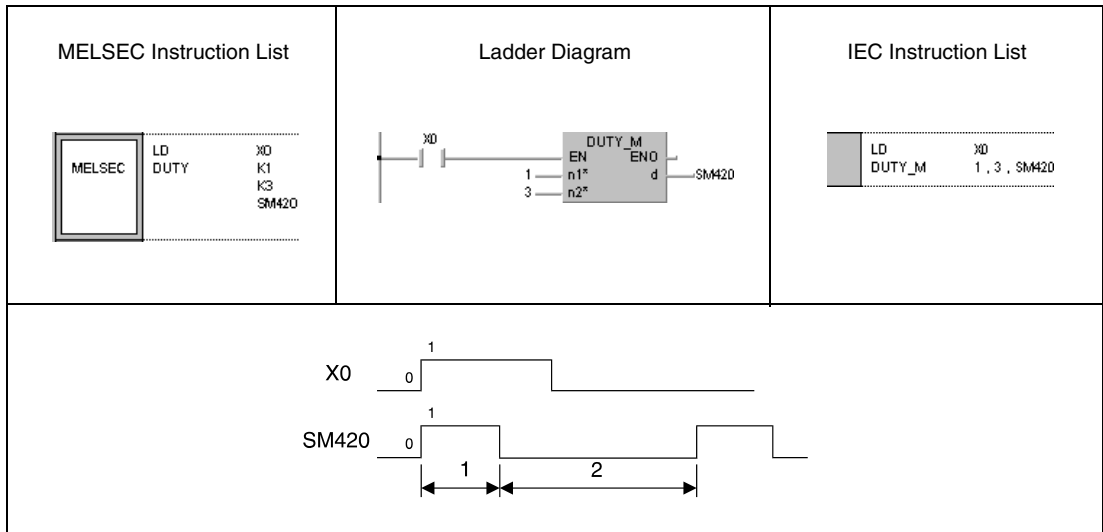 MELSEC Instruction List
MELSEC
LD X0
DUTY K1
K3
SM420
Ladder Diagram
X0
DUTY_M
EN ENO
1 n1* d SM420
3 n2*
IEC Instruction List
LD X0
DUTY_M 1 , 3 , SM420
1
X0 0
1
SM420 0
1 2